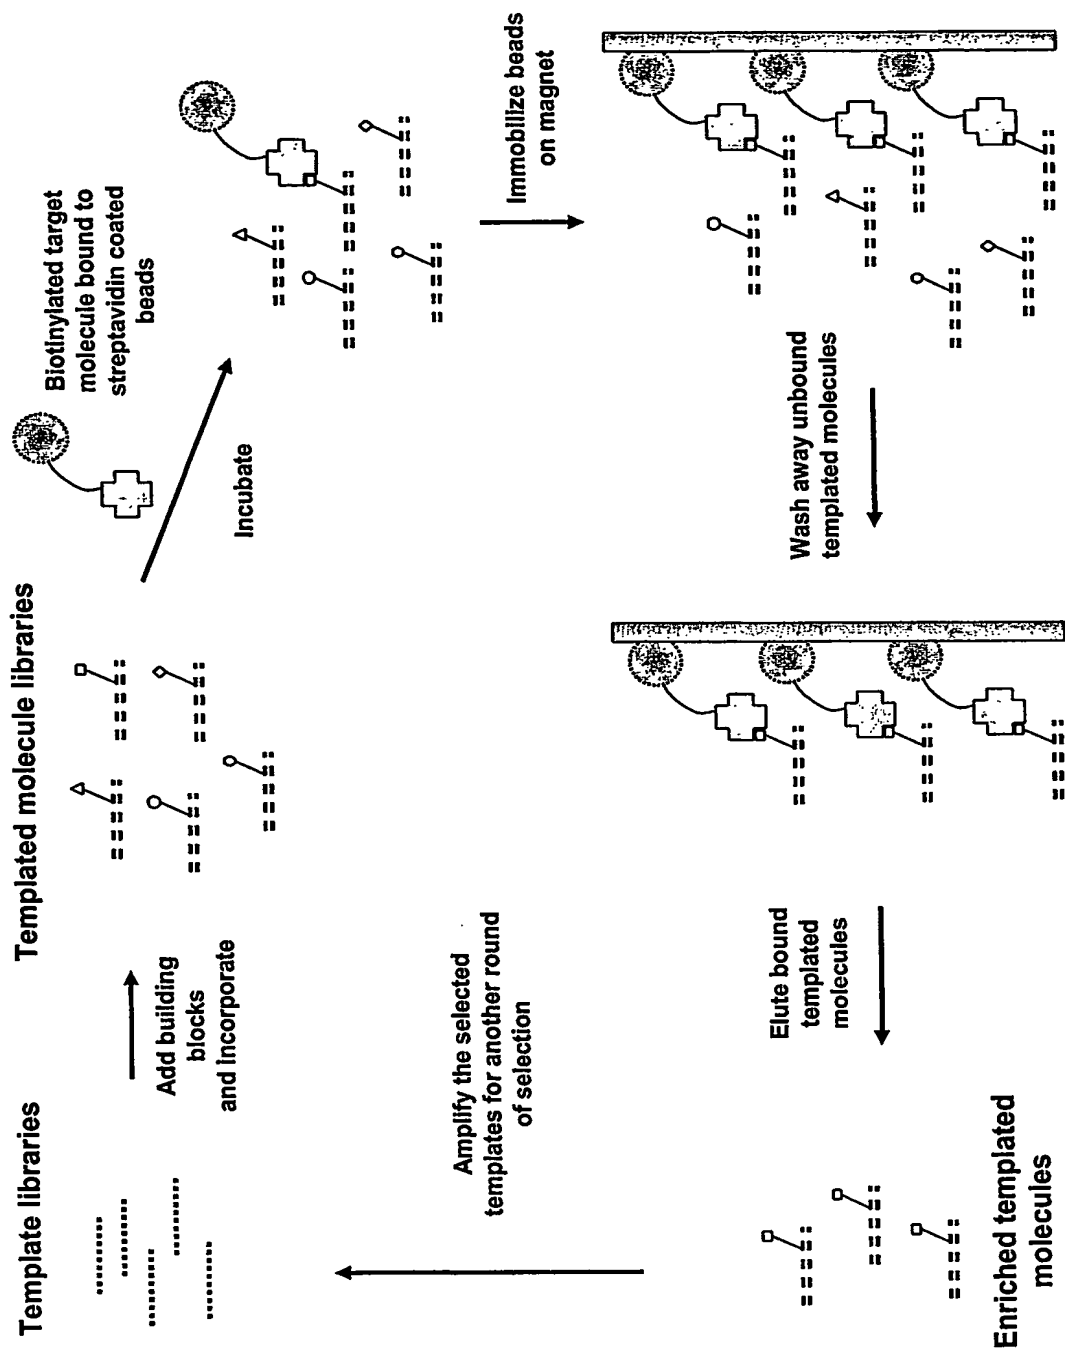 Template libraries
Add building
blocks
and incorporate
Templated molecule libraries
Biotinylated target
molecule bound to
streptavidin coated
beads
Incubate
Immobilize beads
on magnet
Wash away unbound
templated molecules
Elute bound
templated
molecules
Enriched templated
molecules
Amplify the selected
templates for another round
of selection